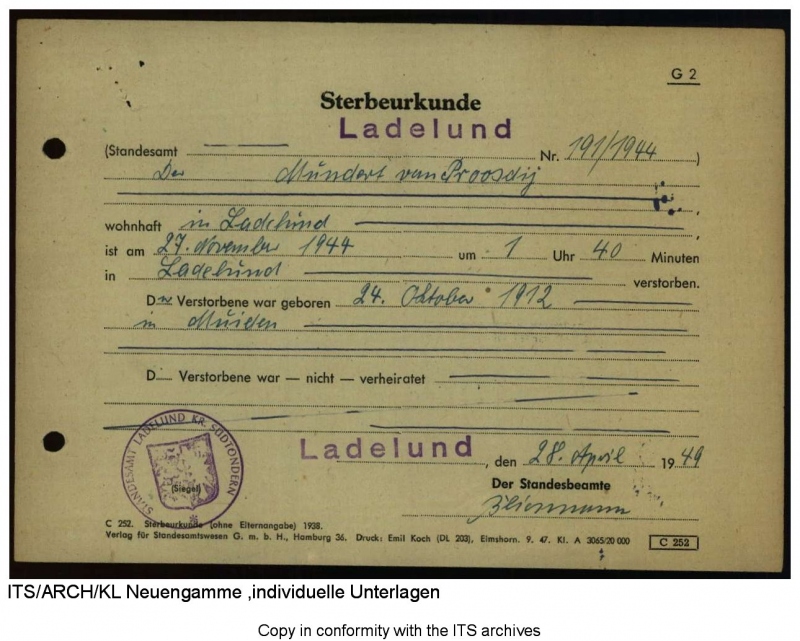 G 2
Sterbeurkunde
Ladelund
(Standesamt Nr. 191/1944 )
Der Mündert van Proosdij
wohnhaft in Ladelund ,
ist am 27. November 1944 um 1 Uhr 40 Minuten
in Ladelund verstorben.
Der Verstorbene war geboren 24. Oktober 1912
in Muiden
D Verstorbene war — nicht — verheiratet
STANDESAMT LADELUND KR. SÜDTONDERN
(Siegel)
Ladelund , den 28. April 1949
Der Standesbeamte
C 252. Sterbeurkunde (ohne Elternangabe) 1938.
Verlag für Standesamtswesen G. m. b. H., Hamburg 36. Druck: Emil Koch (DL 203), Elmshorn. 9. 47. Kl. A 3065/20 000 C 252
ITS/ARCH/KL Neuengamme ,individuelle Unterlagen
Copy in conformity with the ITS archives